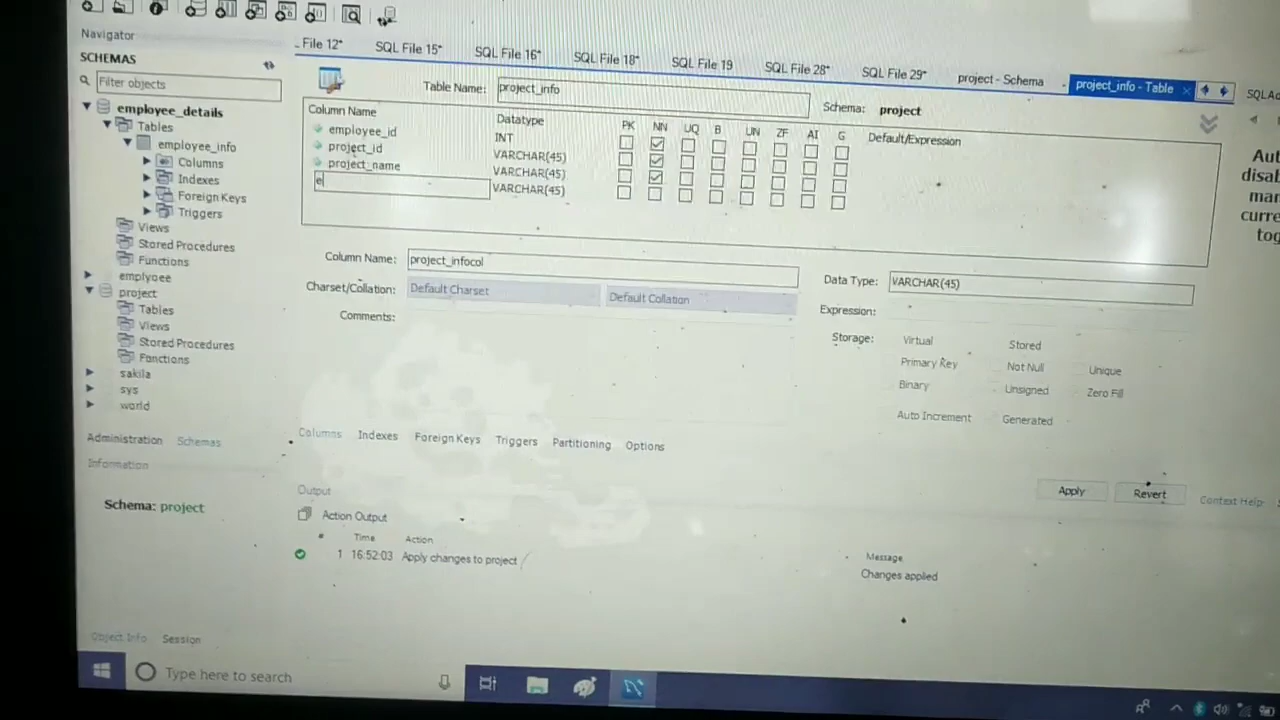 Navigator
File 12*
SQL File 15*
SQL File 16*
SQL File 18*
SQL File 19
SQL File 28*
SQL File 29*
project - Schema
project_info - Table
SCHEMAS
Filter objects
employee_details
Tables
employee_info
Columns
Indexes
Foreign Keys
Triggers
Views
Stored Procedures
Functions
emplyoee
project
Tables
Views
Stored Procedures
Functions
sakila
sys
world
Administration Schemas
Information
Schema: project
Object Info Session
Table Name: project_info
Schema: project
Column Name Datatype PK NN UQ B UN ZF AI G Default/Expression
employee_id INT
project_id VARCHAR(45)
project_name VARCHAR(45)
e VARCHAR(45)
Column Name: project_infocol
Data Type: VARCHAR(45)
Charset/Collation: Default Charset Default Collation
Expression:
Comments:
Storage: Virtual Stored
Primary Key Not Null Unique
Binary Unsigned Zero Fill
Auto Increment Generated
Columns Indexes Foreign Keys Triggers Partitioning Options
Apply Revert
Context Help
Output
Action Output
# Time Action Message
1 16:52:03 Apply changes to project Changes applied
Type here to search